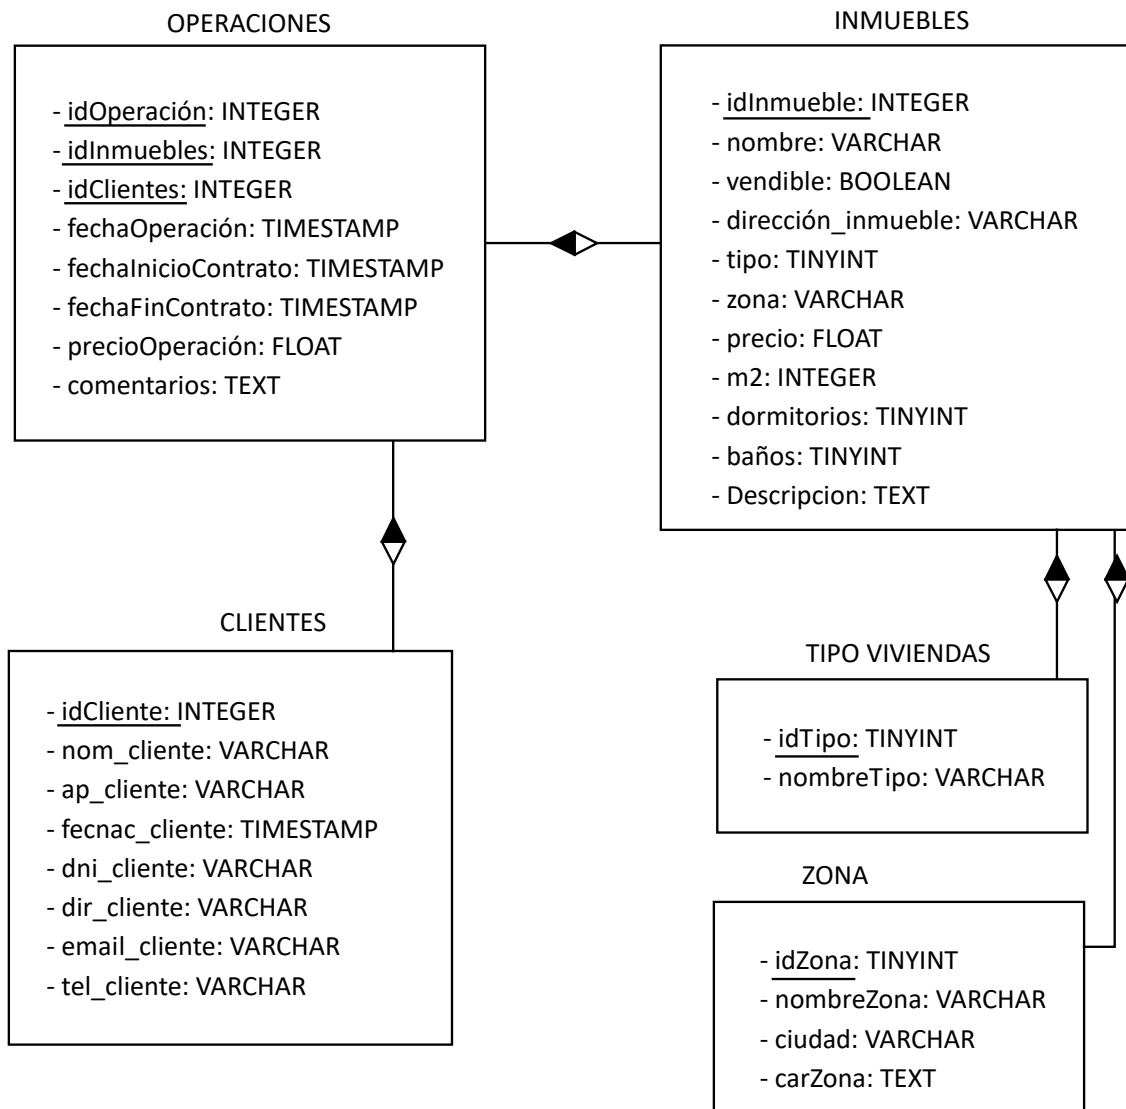 OPERACIONES
- idOperación: INTEGER
- idInmuebles: INTEGER
- idClientes: INTEGER
- fechaOperación: TIMESTAMP
- fechaInicioContrato: TIMESTAMP
- fechaFinContrato: TIMESTAMP
- precioOperación: FLOAT
- comentarios: TEXT
INMUEBLES
- idInmueble: INTEGER
- nombre: VARCHAR
- vendible: BOOLEAN
- dirección_inmueble: VARCHAR
- tipo: TINYINT
- zona: VARCHAR
- precio: FLOAT
- m2: INTEGER
- dormitorios: TINYINT
- baños: TINYINT
- Descripcion: TEXT
CLIENTES
- idCliente: INTEGER
- nom_cliente: VARCHAR
- ap_cliente: VARCHAR
- fecnac_cliente: TIMESTAMP
- dni_cliente: VARCHAR
- dir_cliente: VARCHAR
- email_cliente: VARCHAR
- tel_cliente: VARCHAR
TIPO VIVIENDAS
- idTipo: TINYINT
- nombreTipo: VARCHAR
ZONA
- idZona: TINYINT
- nombreZona: VARCHAR
- ciudad: VARCHAR
- carZona: TEXT